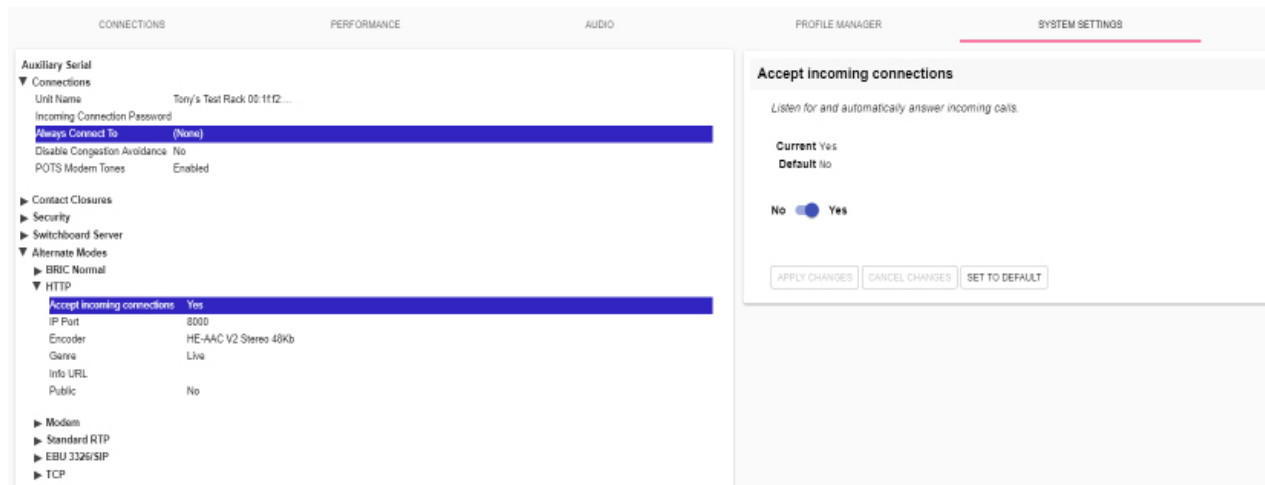 CONNECTIONS PERFORMANCE AUDIO PROFILE MANAGER SYSTEM SETTINGS
Auxiliary Serial
Connections
Unit Name Tony's Test Rack 00:1f:f2:...
Incoming Connection Password
Always Connect To (None)
Disable Congestion Avoidance No
POTS Modem Tones Enabled
Contact Closures
Security
Switchboard Server
Alternate Modes
BRIC Normal
HTTP
Accept incoming connections Yes
IP Port 8000
Encoder HE-AAC V2 Stereo 48Kb
Genre Live
Info URL
Public No
Modem
Standard RTP
EBU 3326/SIP
TCP
Accept incoming connections
Listen for and automatically answer incoming calls.
Current Yes
Default No
No Yes
APPLY CHANGES CANCEL CHANGES SET TO DEFAULT